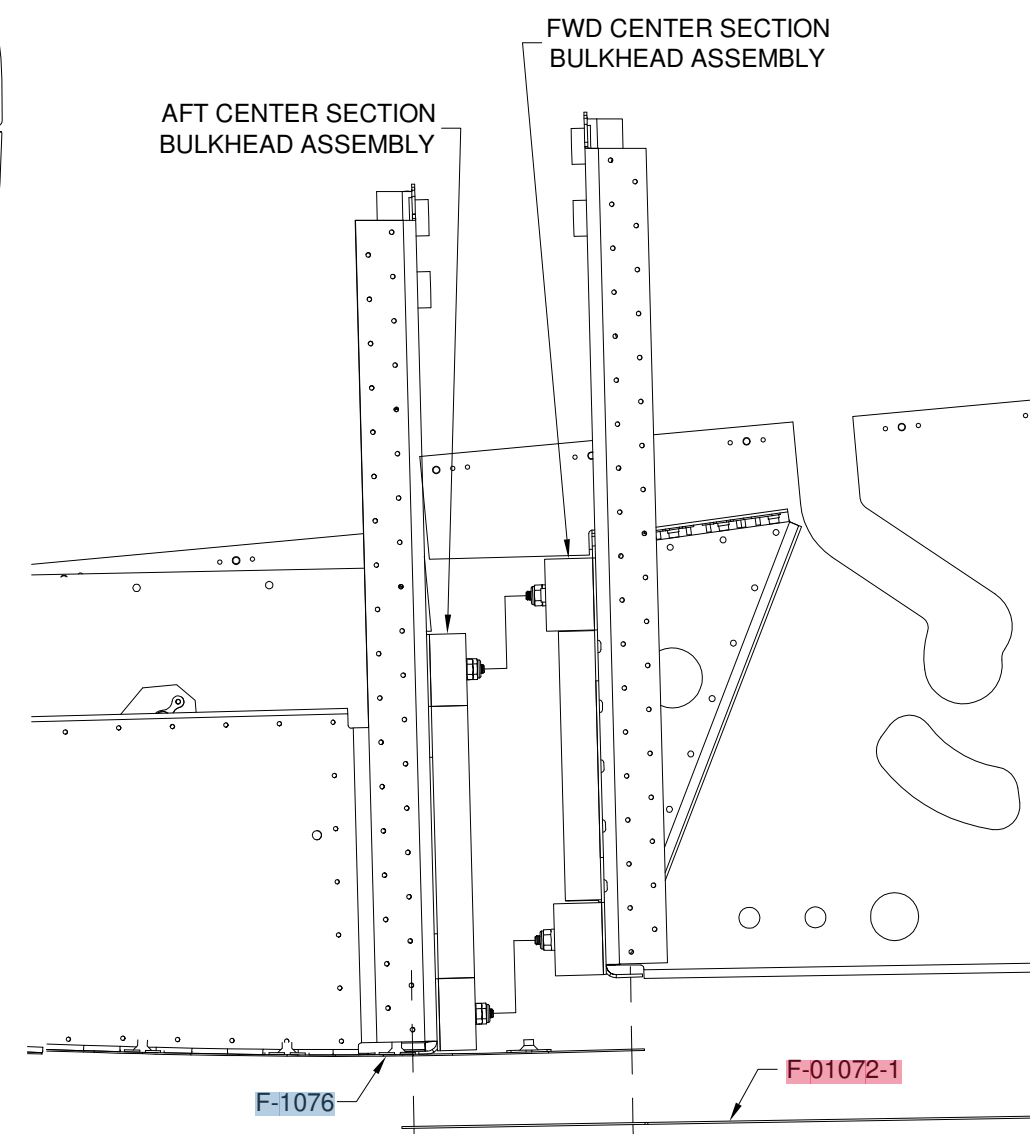 FWD CENTER SECTION
BULKHEAD ASSEMBLY
AFT CENTER SECTION
BULKHEAD ASSEMBLY
F-01072-1
F-1076